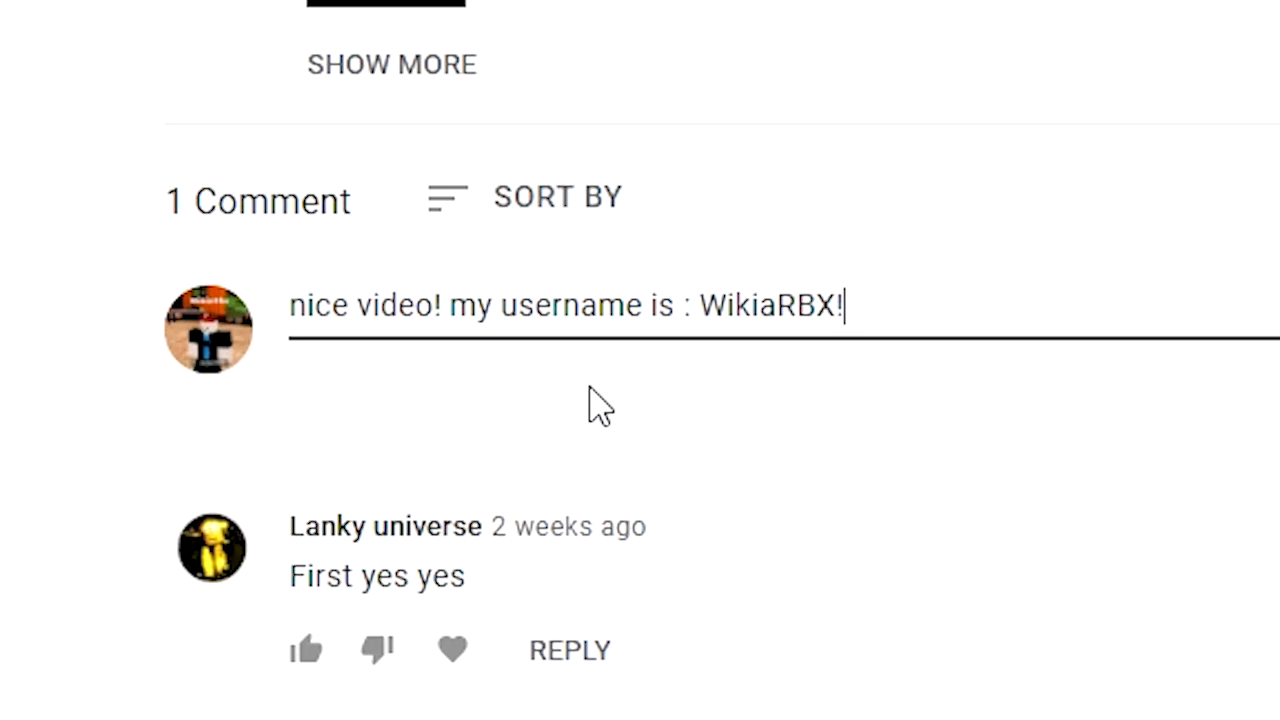 SHOW MORE
1 Comment SORT BY
nice video! my username is : WikiaRBX!
Lanky universe 2 weeks ago
First yes yes
REPLY